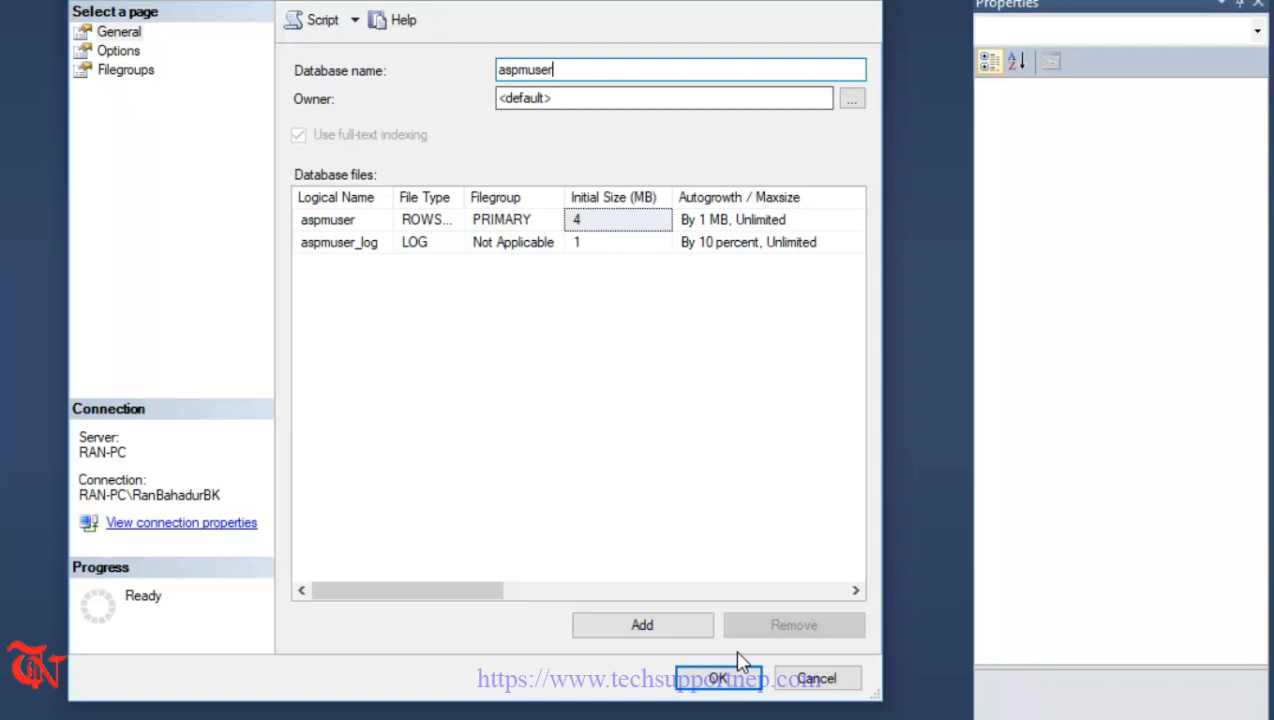 Select a page
General
Options
Filegroups
Script Help
Database name: aspmuser
Owner: <default> ...
Use full-text indexing
Database files:
Logical Name File Type Filegroup Initial Size (MB) Autogrowth / Maxsize
aspmuser ROWS... PRIMARY 4 By 1 MB, Unlimited
aspmuser_log LOG Not Applicable 1 By 10 percent, Unlimited
Connection
Server:
RAN-PC
Connection:
RAN-PC\RanBahadurBK
View connection properties
Progress
Ready
Add Remove
OK Cancel
https://www.techsupportnep.com
Properties
TSN